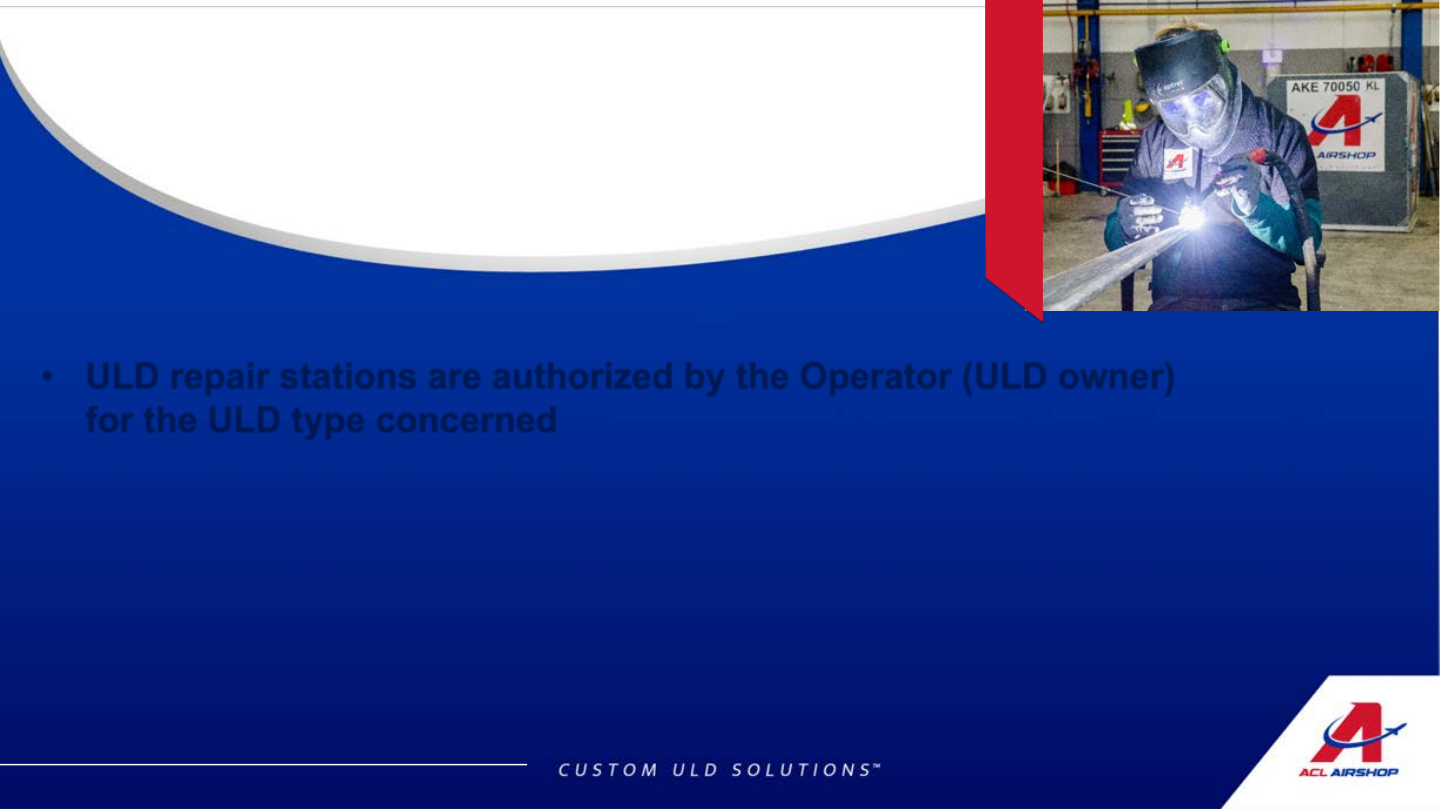 AKE 70050 KL
AIRSHOP
• ULD repair stations are authorized by the Operator (ULD owner)
for the ULD type concerned
CUSTOM ULD SOLUTIONS™
ACL AIRSHOP